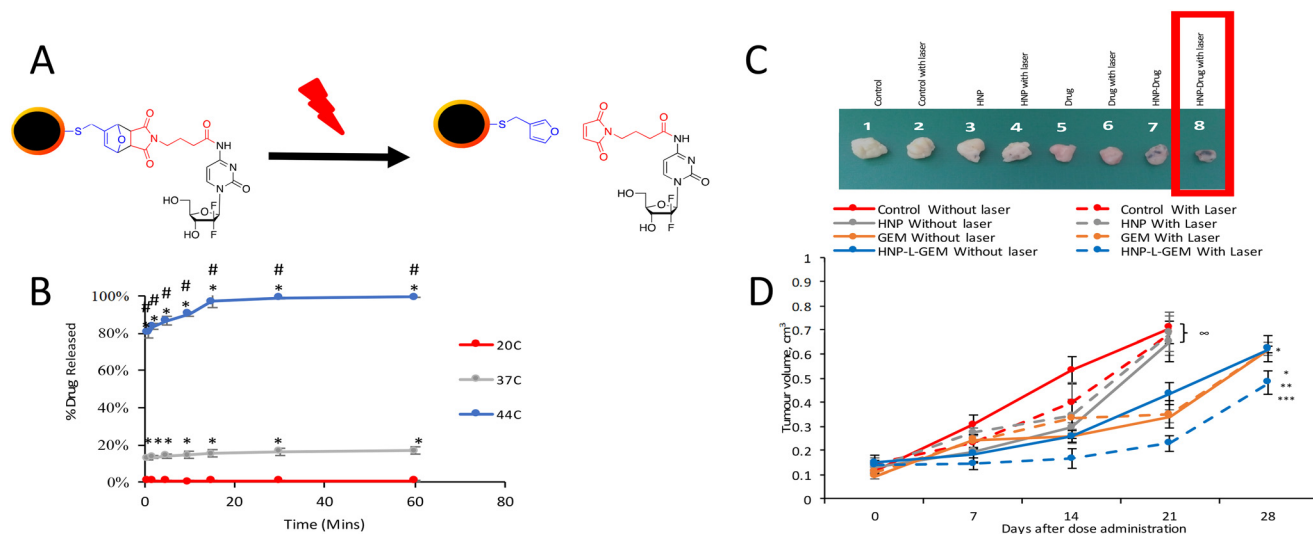 A
S
O
O
N
O
O
NH
N
N
O
HO
O
F
HO
F
S
O
O
N
O
O
NH
N
N
O
HO
O
F
HO
F
B
%Drug Released
100%
80%
60%
40%
20%
0%
# # # # # # #
* * * * * * *
* * * * * * *
20C
37C
44C
0 20 40 60 80
Time (Mins)
C
Control
Control with laser
HNP
HNP with laser
Drug
Drug with laser
HNP-Drug
HNP-Drug with laser
1 2 3 4 5 6 7 8
Control Without laser
Control With Laser
HNP Without laser
HNP With Laser
GEM Without laser
GEM With Laser
HNP-L-GEM Without laser
HNP-L-GEM With Laser
D
Tumour volume, cm3
1
0.9
0.8
0.7
0.6
0.5
0.4
0.3
0.2
0.1
0
∞
*
*
**
***
0 7 14 21 28
Days after dose administration